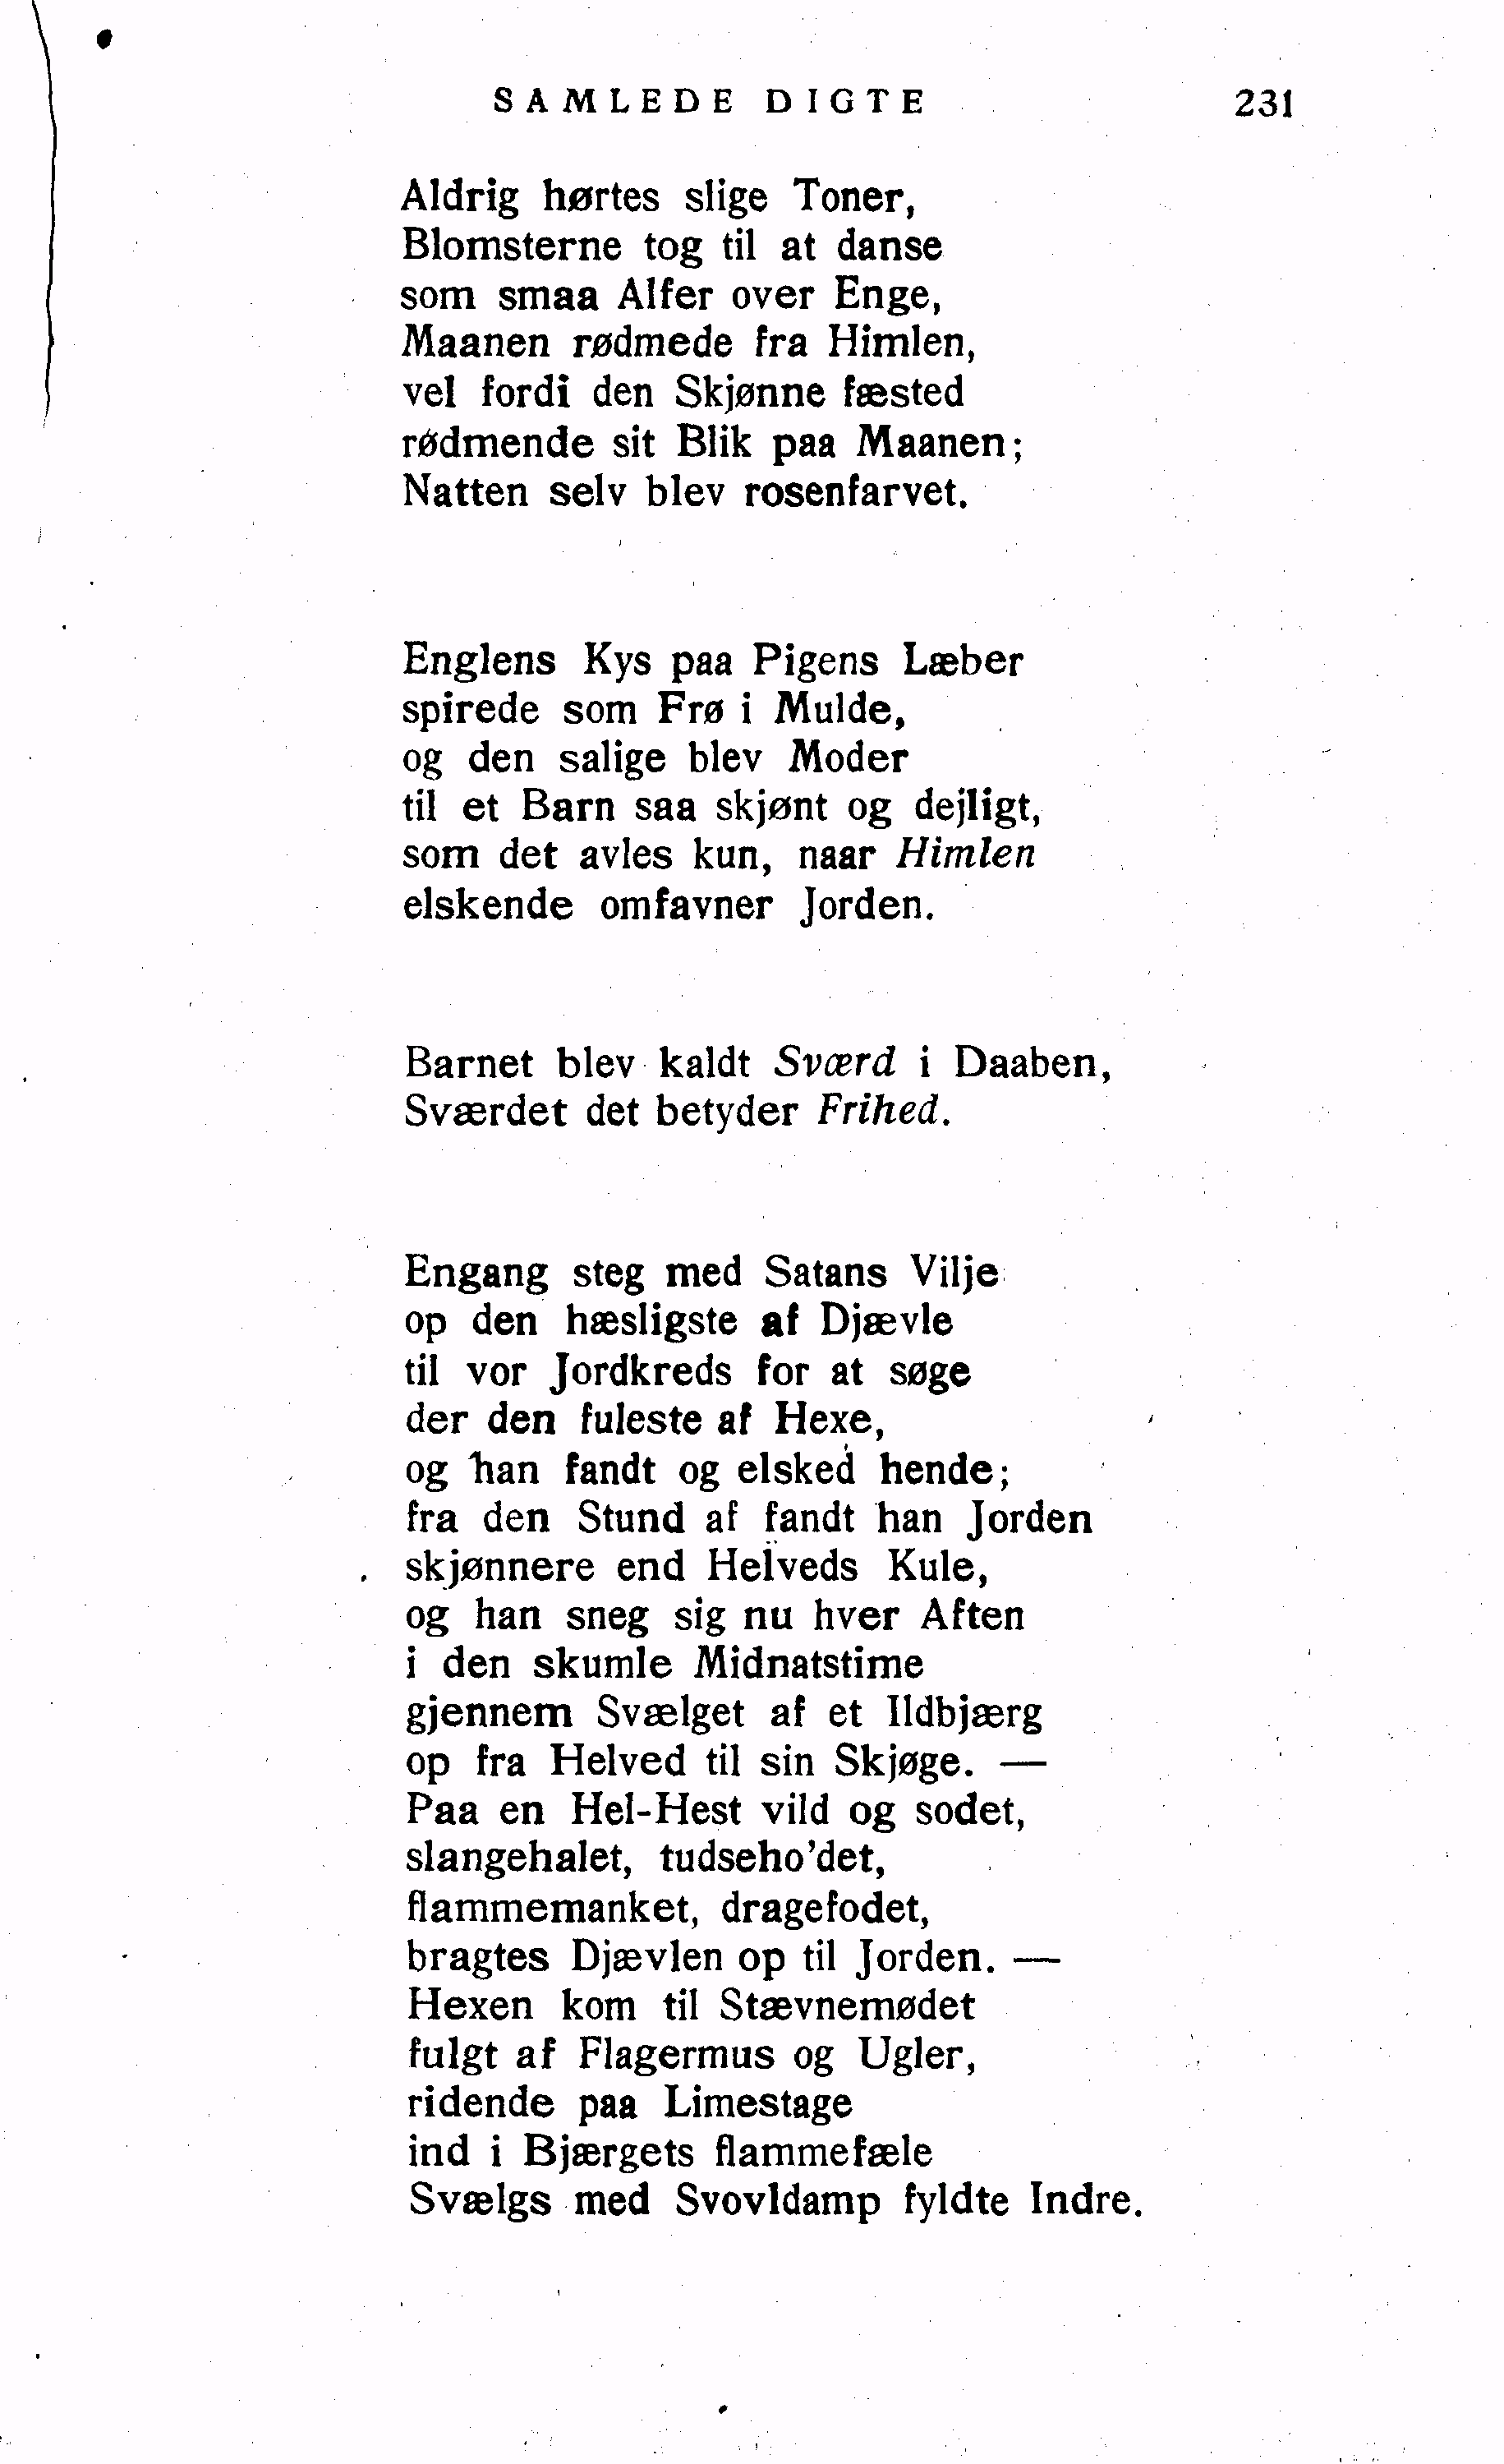 SAMLEDE DIGTE 231
Aldrig hørtes slige Toner,
Blomsterne tog til at danse
som smaa Alfer over Enge,
Maanen rødmede fra Himlen,
vel fordi den Skjønne fæsted
rødmende sit Blik paa Maanen;
Natten selv blev rosenfarvet.
Englens Kys paa Pigens Læber
spirede som Frø i Mulde,
og den salige blev Moder
til et Barn saa skjønt og dejligt,
som det avles kun, naar Himlen
elskende omfavner Jorden.
Barnet blev kaldt Sværd i Daaben,
Sværdet det betyder Frihed.
Engang steg med Satans Vilje
op den hæsligste af Djævle
til vor Jordkreds for at søge
der den fuleste af Hexe,
og han fandt og elsked hende;
fra den Stund af fandt han Jorden
skjønnere end Helveds Kule,
og han sneg sig nu hver Aften
i den skumle Midnatstime
gjennem Svælget af et Ildbjærg
op fra Helved til sin Skjøge. —
Paa en Hel-Hest vild og sodet,
slangehalet, tudseho'det,
flammemanket, dragefodet,
bragtes Djævlen op til Jorden. —
Hexen kom til Stævnemødet
fulgt af Flagermus og Ugler,
ridende paa Limestage
ind i Bjærgets flammefæle
Svælgs med Svovldamp fyldte Indre.